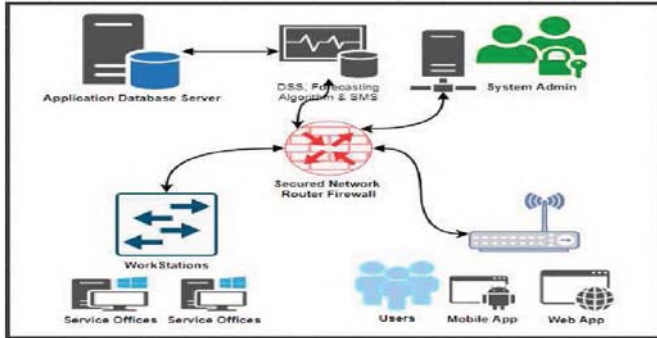 Application Database Server
DSS, Forecasting
Algorithm & SMS
System Admin
Secured Network
Router Firewall
WorkStations
Service Offices
Service Offices
Users
Mobile App
Web App